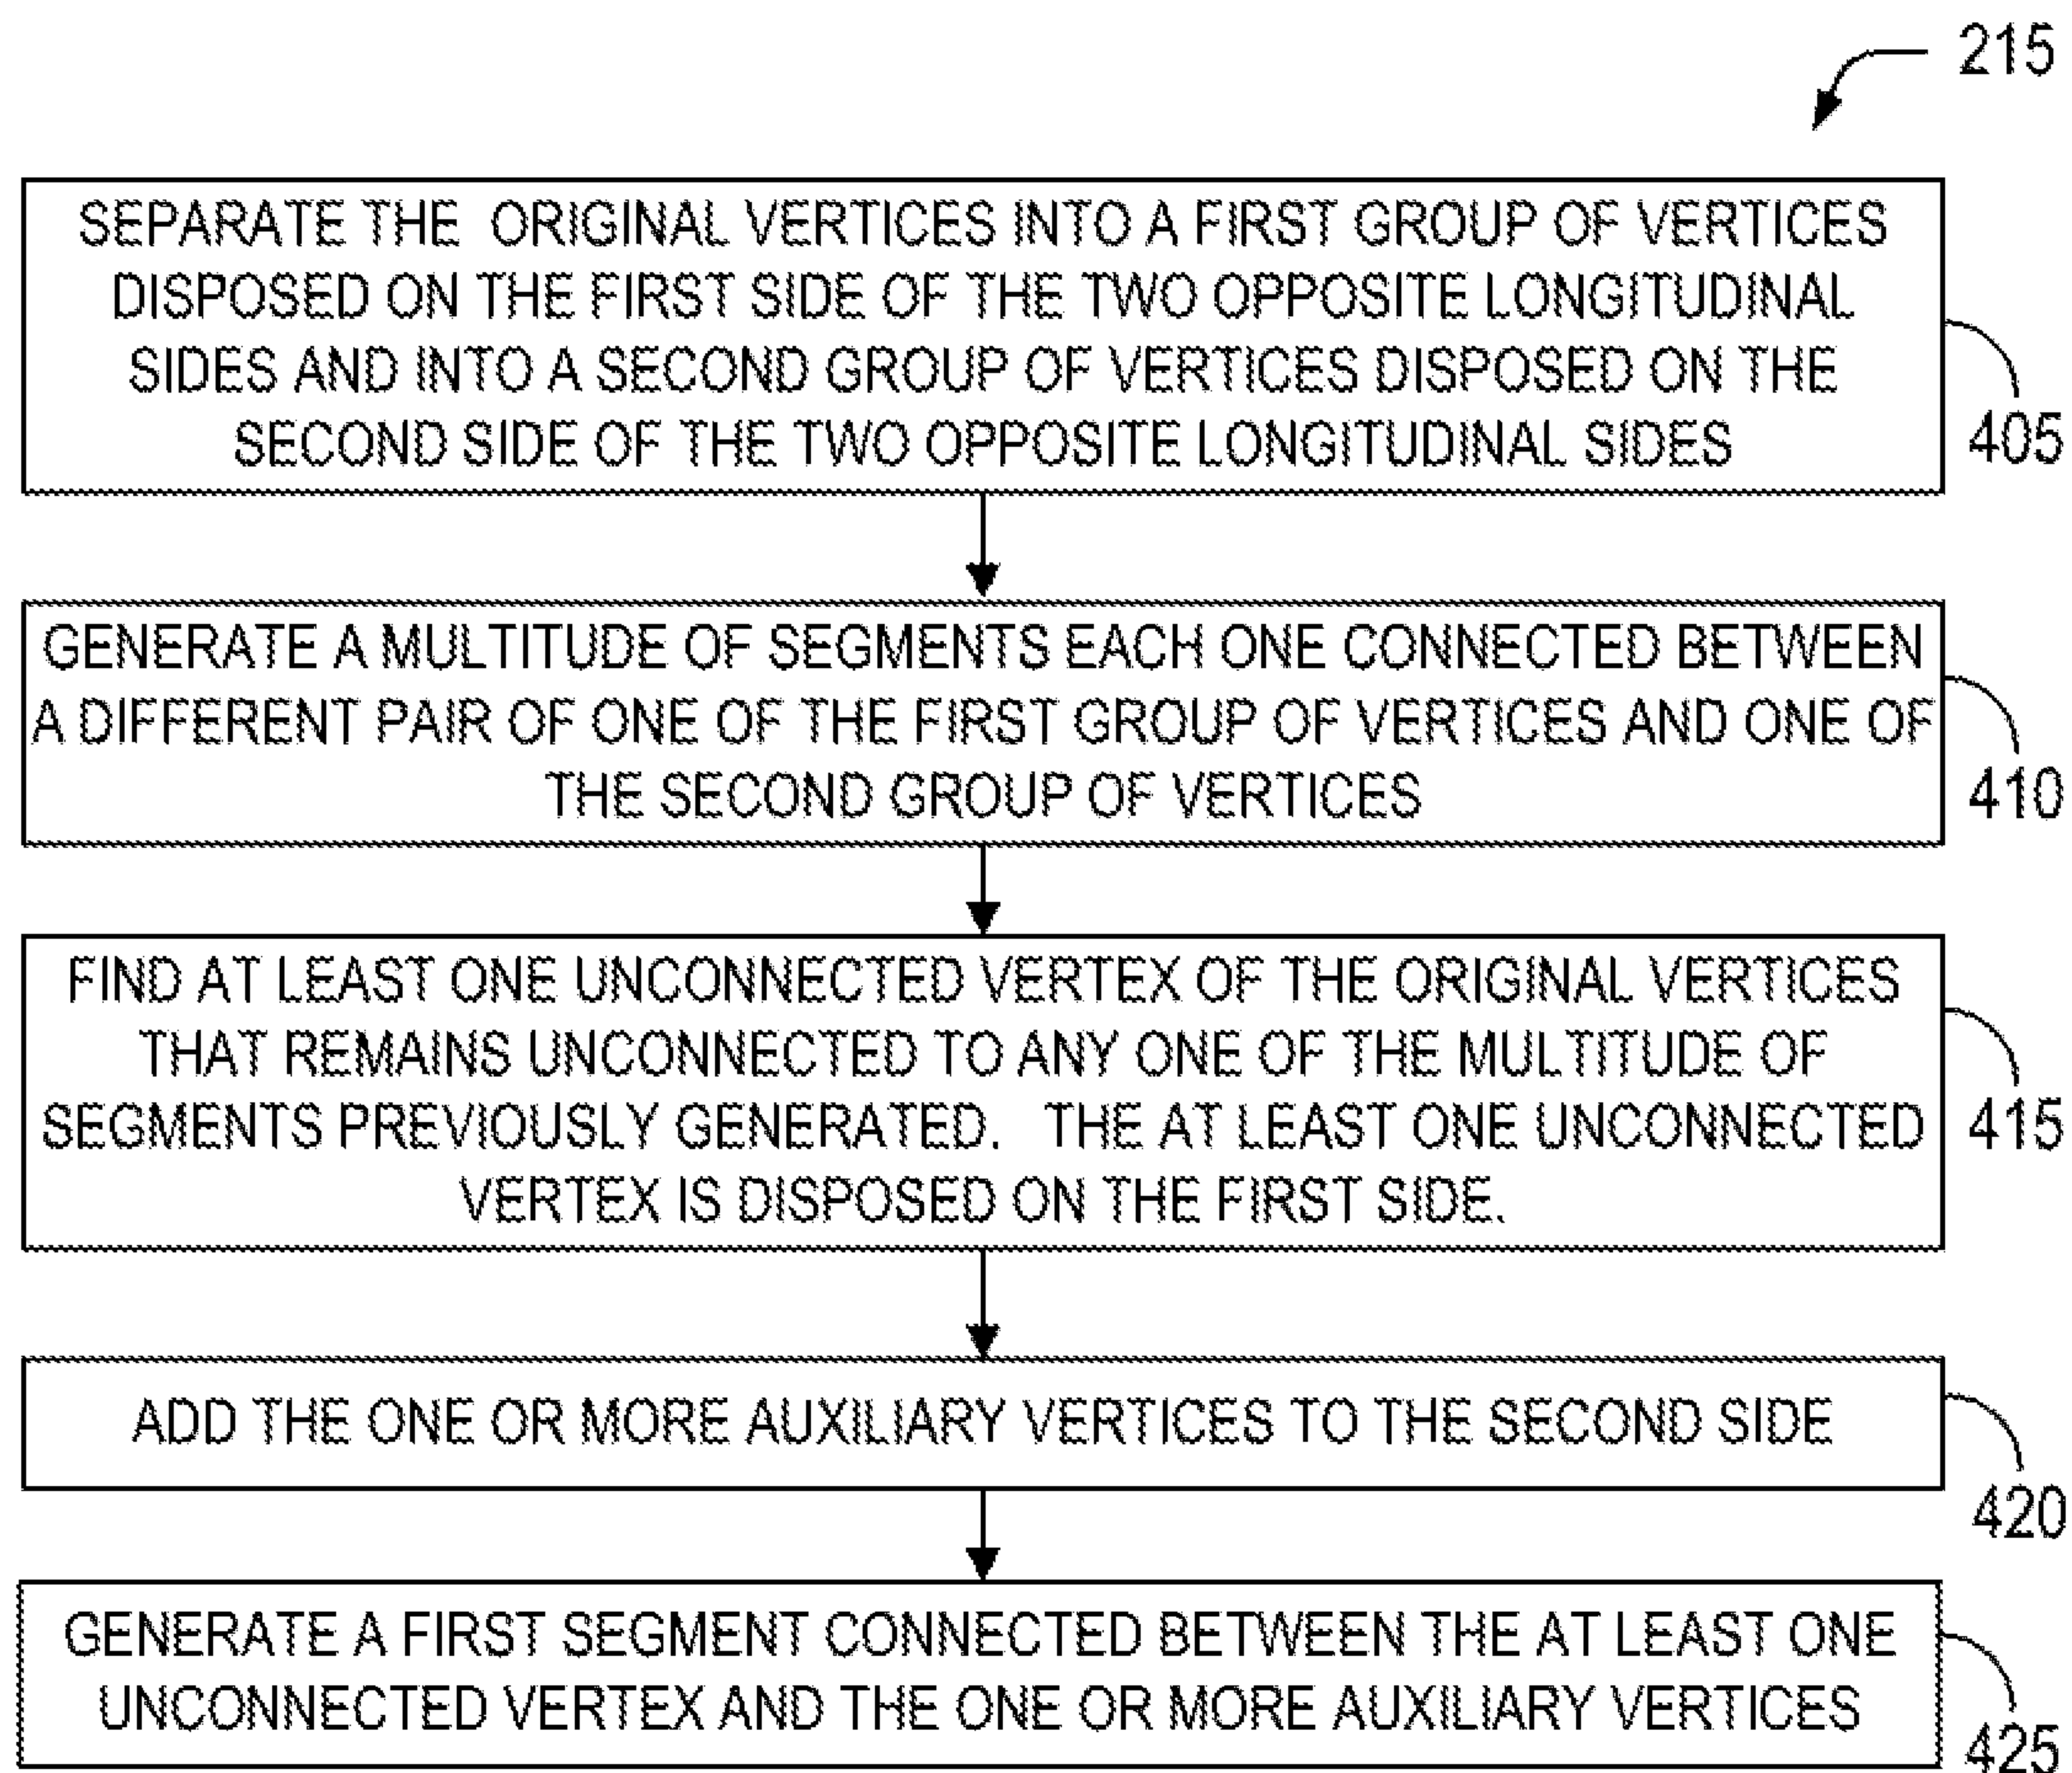 215
SEPARATE THE ORIGINAL VERTICES INTO A FIRST GROUP OF VERTICES
DISPOSED ON THE FIRST SIDE OF THE TWO OPPOSITE LONGITUDINAL
SIDES AND INTO A SECOND GROUP OF VERTICES DISPOSED ON THE
SECOND SIDE OF THE TWO OPPOSITE LONGITUDINAL SIDES
405
GENERATE A MULTITUDE OF SEGMENTS EACH ONE CONNECTED BETWEEN
A DIFFERENT PAIR OF ONE OF THE FIRST GROUP OF VERTICES AND ONE OF
THE SECOND GROUP OF VERTICES
410
FIND AT LEAST ONE UNCONNECTED VERTEX OF THE ORIGINAL VERTICES
THAT REMAINS UNCONNECTED TO ANY ONE OF THE MULTITUDE OF
SEGMENTS PREVIOUSLY GENERATED. THE AT LEAST ONE UNCONNECTED
VERTEX IS DISPOSED ON THE FIRST SIDE.
415
ADD THE ONE OR MORE AUXILIARY VERTICES TO THE SECOND SIDE
420
GENERATE A FIRST SEGMENT CONNECTED BETWEEN THE AT LEAST ONE
UNCONNECTED VERTEX AND THE ONE OR MORE AUXILIARY VERTICES
425